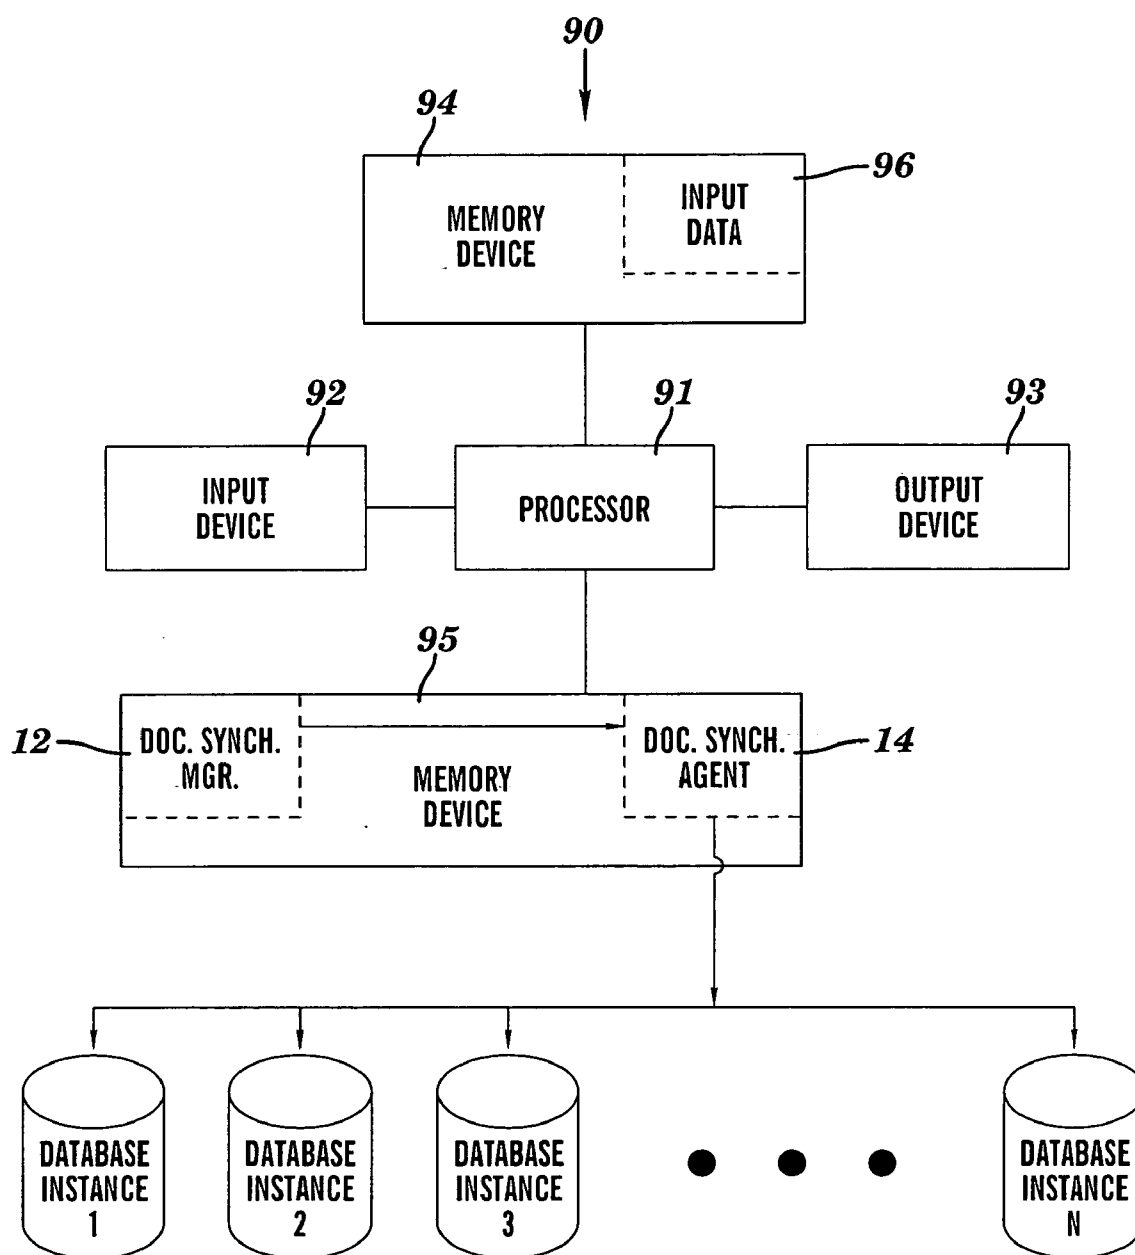 90
94
96
MEMORY
DEVICE
INPUT
DATA
92
91
93
INPUT
DEVICE
PROCESSOR
OUTPUT
DEVICE
95
12
DOC. SYNCH.
MGR.
MEMORY
DEVICE
DOC. SYNCH.
AGENT
14
DATABASE
INSTANCE
1
DATABASE
INSTANCE
2
DATABASE
INSTANCE
3
DATABASE
INSTANCE
N